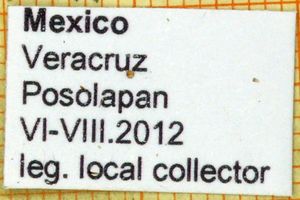 Mexico
Veracruz
Posolapan
VI-VIII.2012
leg. local collector